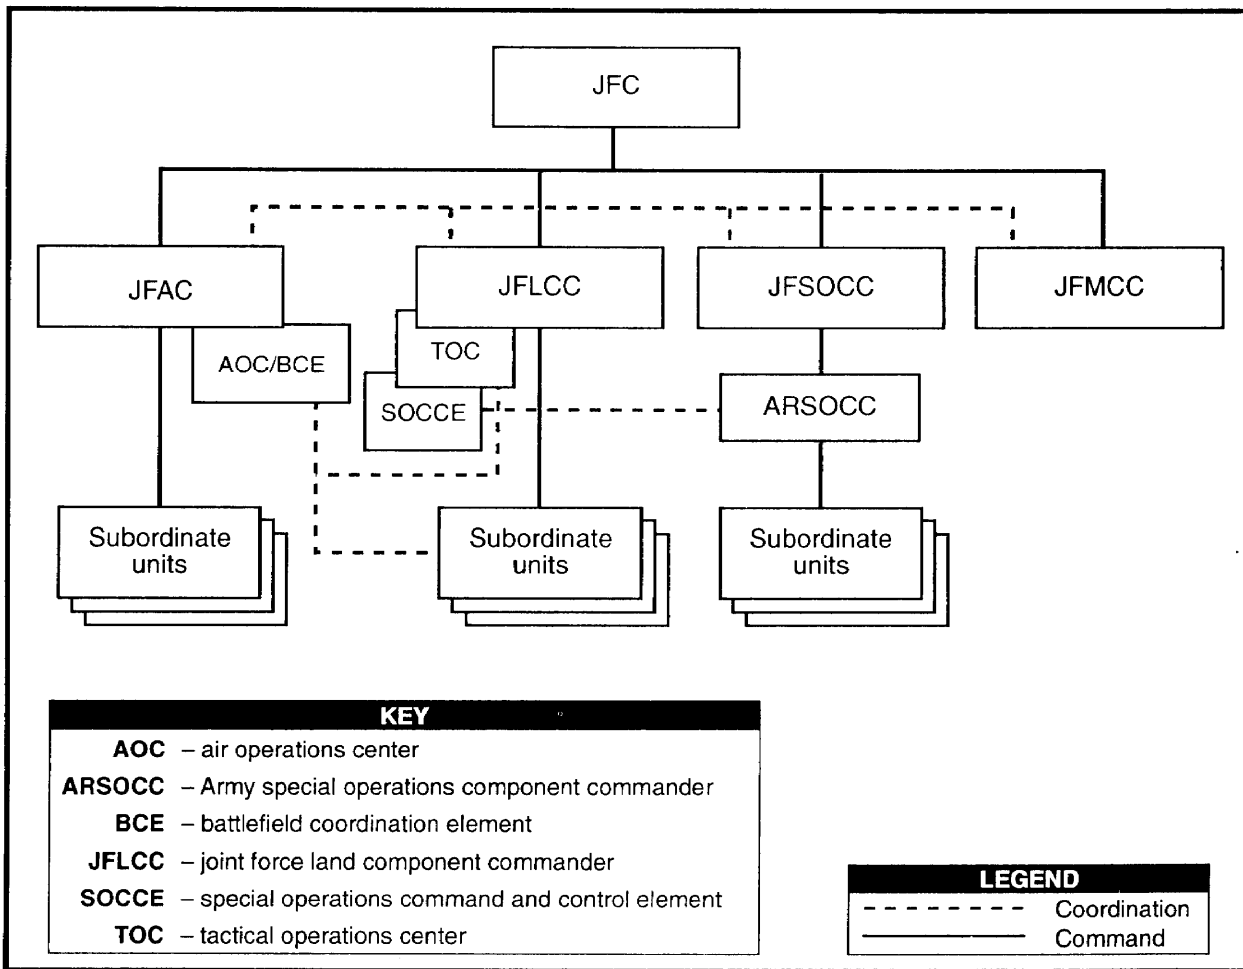 JFC
JFAC
JFLCC
JFSOCC
JFMCC
AOC/BCE
TOC
SOCCE
ARSOCC
Subordinate
units
Subordinate
units
Subordinate
units
KEY
AOC – air operations center
ARSOCC – Army special operations component commander
BCE – battlefield coordination element
JFLCC – joint force land component commander
SOCCE – special operations command and control element
TOC – tactical operations center
LEGEND
Coordination
Command